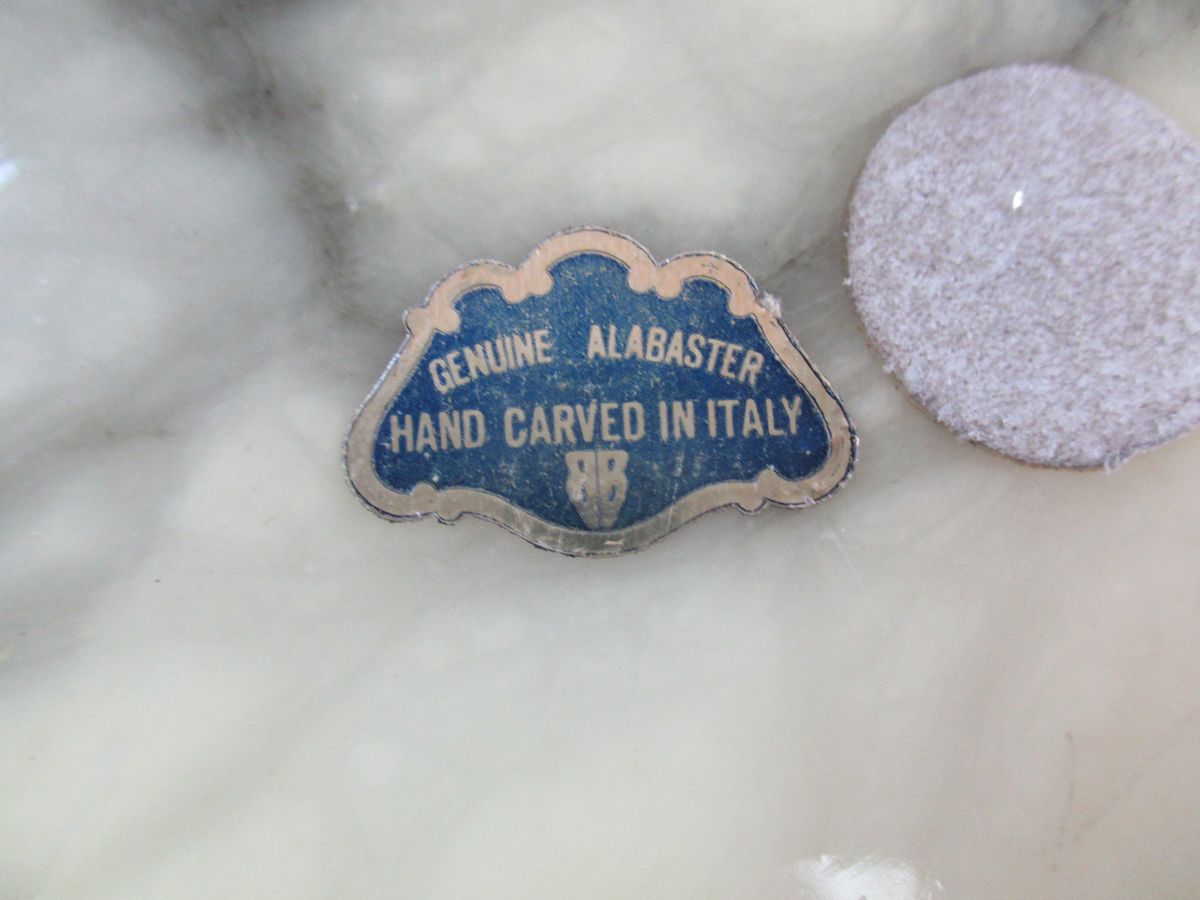 GENUINE ALABASTER
HAND CARVED IN ITALY
BB